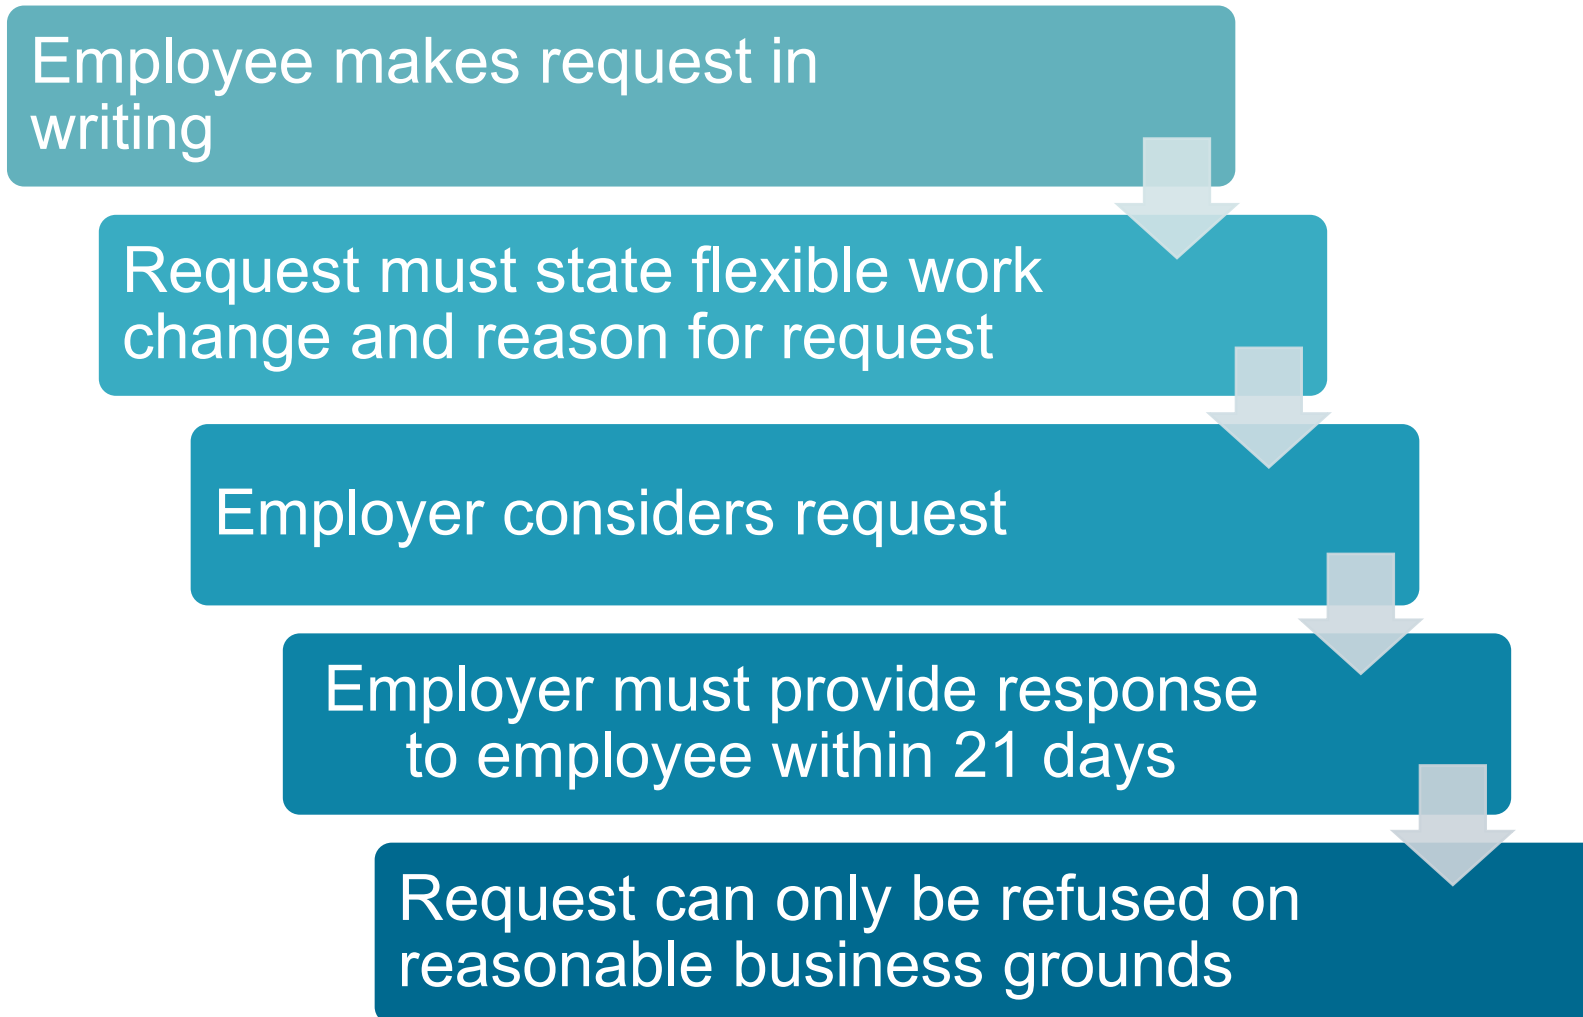 Employee makes request in
writing
Request must state flexible work
change and reason for request
Employer considers request
Employer must provide response
to employee within 21 days
Request can only be refused on
reasonable business grounds